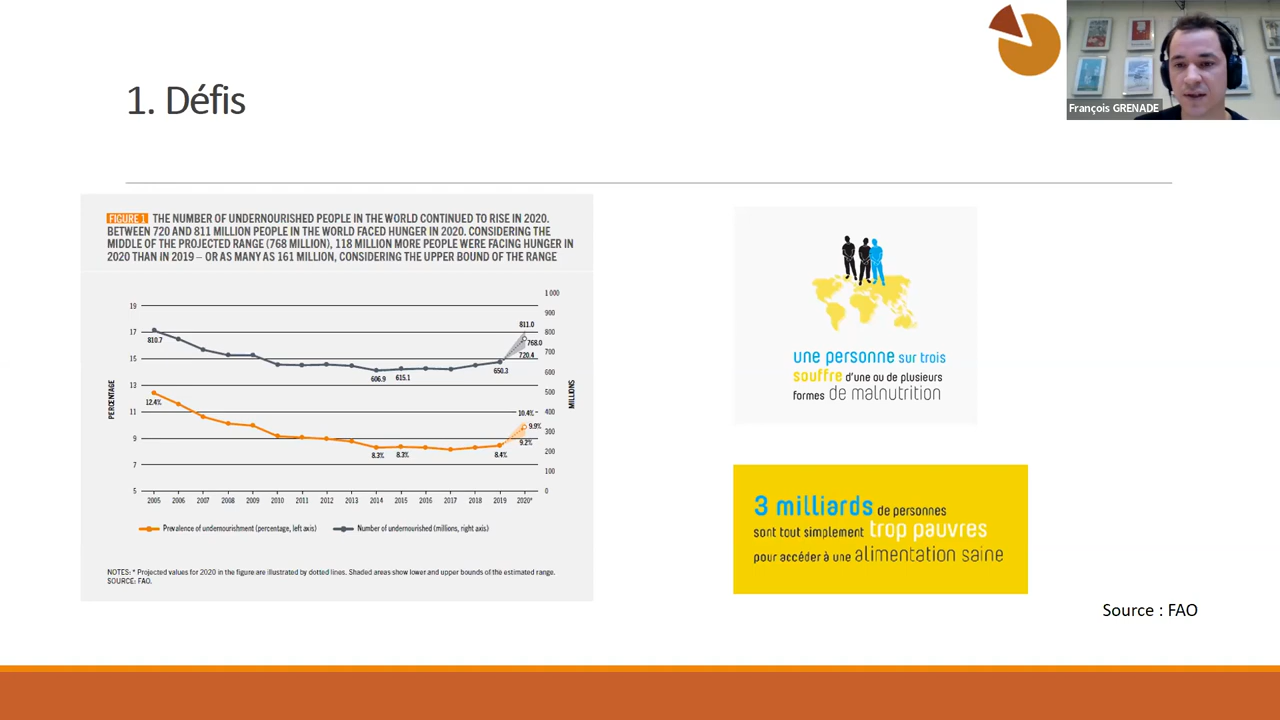 François GRENADE
1. Défis
FIGURE 1 THE NUMBER OF UNDERNOURISHED PEOPLE IN THE WORLD CONTINUED TO RISE IN 2020.
BETWEEN 720 AND 811 MILLION PEOPLE IN THE WORLD FACED HUNGER IN 2020. CONSIDERING THE
MIDDLE OF THE PROJECTED RANGE (768 MILLION), 118 MILLION MORE PEOPLE WERE FACING HUNGER IN
2020 THAN IN 2019 – OR AS MANY AS 161 MILLION, CONSIDERING THE UPPER BOUND OF THE RANGE
PERCENTAGE
19
17
15
13
11
9
7
5
1 000
900
800
700
600
500
400
300
200
100
0
MILLIONS
810.7
606.9
615.1
650.3
811.0
768.0
720.4
12.4%
8.3%
8.3%
8.4%
10.4%
9.9%
9.2%
2005 2006 2007 2008 2009 2010 2011 2012 2013 2014 2015 2016 2017 2018 2019 2020*
Prevalence of undernourishment (percentage, left axis) Number of undernourished (millions, right axis)
NOTES: * Projected values for 2020 in the figure are illustrated by dotted lines. Shaded areas show lower and upper bounds of the estimated range.
SOURCE: FAO.
une personne sur trois
souffre d'une ou de plusieurs
formes de malnutrition
3 milliards de personnes
sont tout simplement trop pauvres
pour accéder à une alimentation saine
Source : FAO